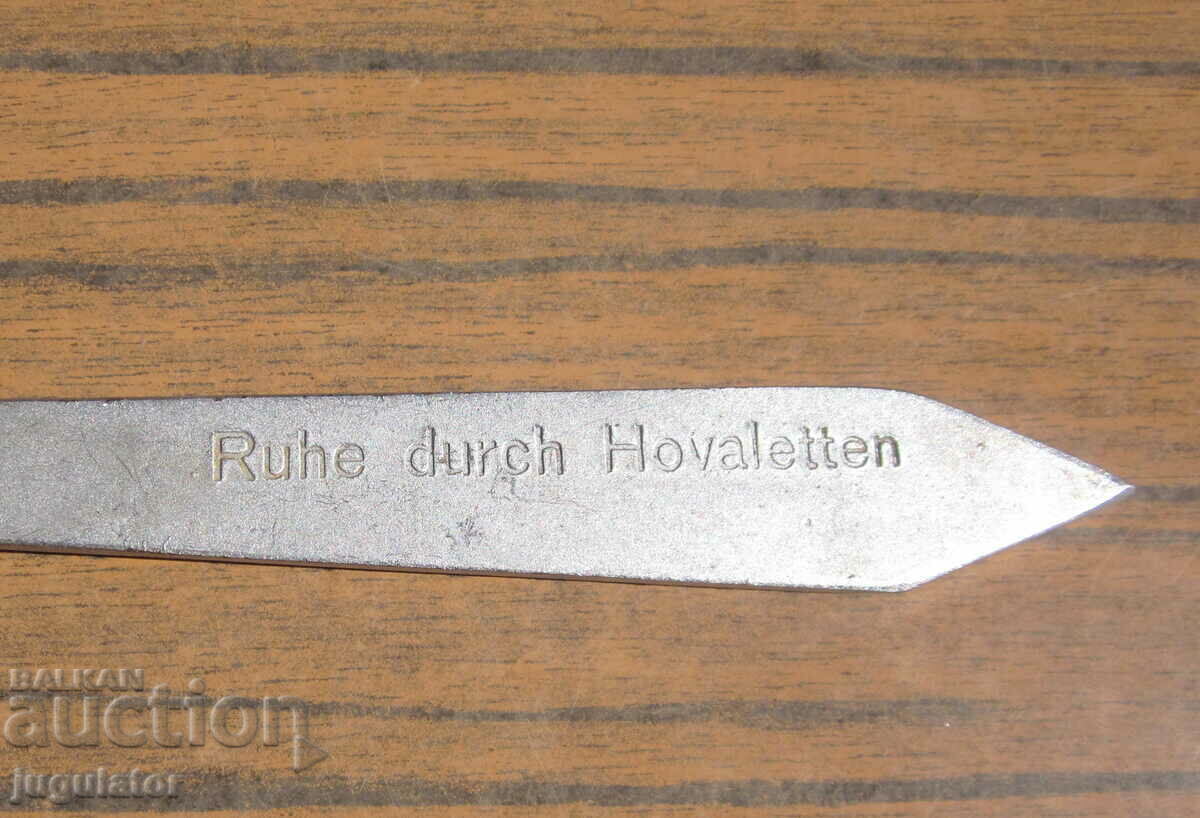 Ruhe durch Hovaletten
BALKAN
auction
jugulator